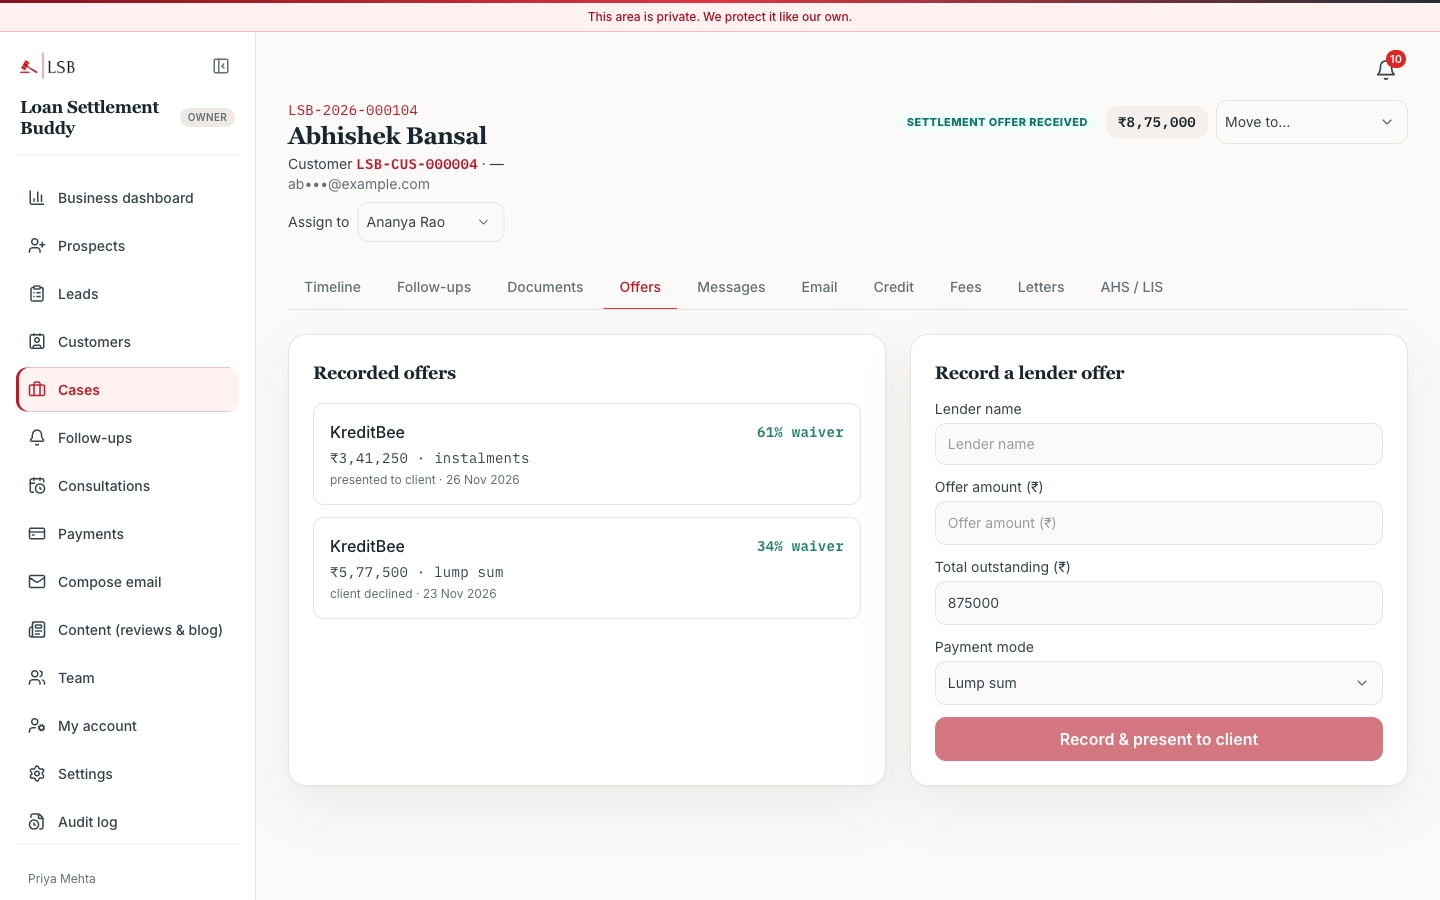 This area is private. We protect it like our own.
LSB
Loan Settlement
Buddy
OWNER
Business dashboard
Prospects
Leads
Customers
Cases
Follow-ups
Consultations
Payments
Compose email
Content (reviews & blog)
Team
My account
Settings
Audit log
Priya Mehta
10
LSB-2026-000104
Abhishek Bansal
Customer LSB-CUS-000004 · —
ab•••@example.com
Assign to Ananya Rao
SETTLEMENT OFFER RECEIVED ₹8,75,000 Move to...
Timeline Follow-ups Documents Offers Messages Email Credit Fees Letters AHS / LIS
Recorded offers
KreditBee 61% waiver
₹3,41,250 · instalments
presented to client · 26 Nov 2026
KreditBee 34% waiver
₹5,77,500 · lump sum
client declined · 23 Nov 2026
Record a lender offer
Lender name
Lender name
Offer amount (₹)
Offer amount (₹)
Total outstanding (₹)
875000
Payment mode
Lump sum
Record & present to client